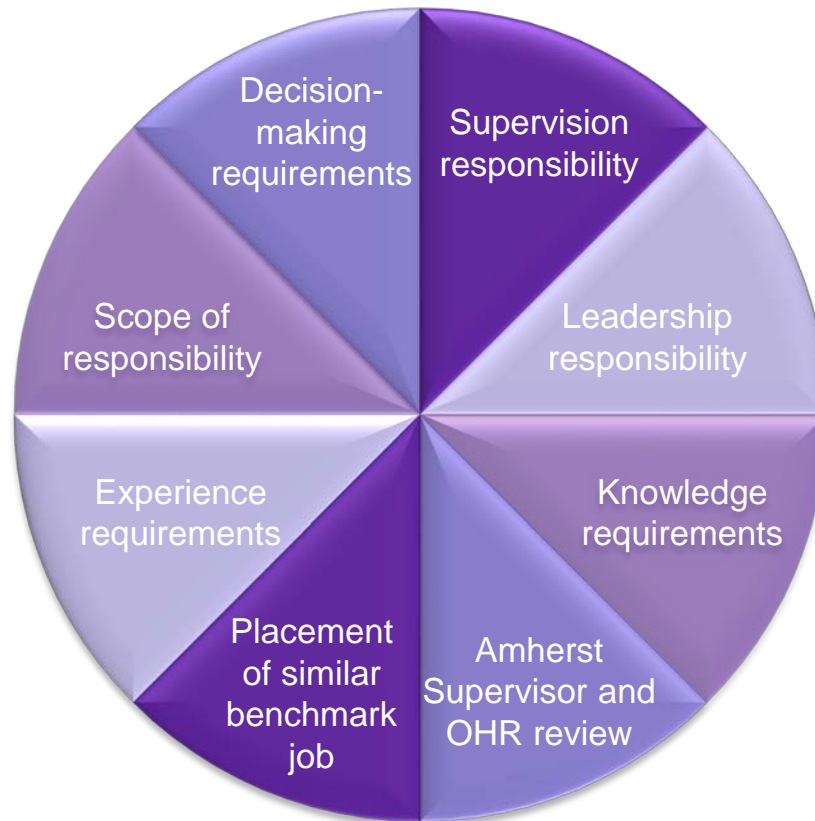 Decision-
making
requirements
Supervision
responsibility
Leadership
responsibility
Knowledge
requirements
Amherst
Supervisor and
OHR review
Placement
of similar
benchmark
job
Experience
requirements
Scope of
responsibility